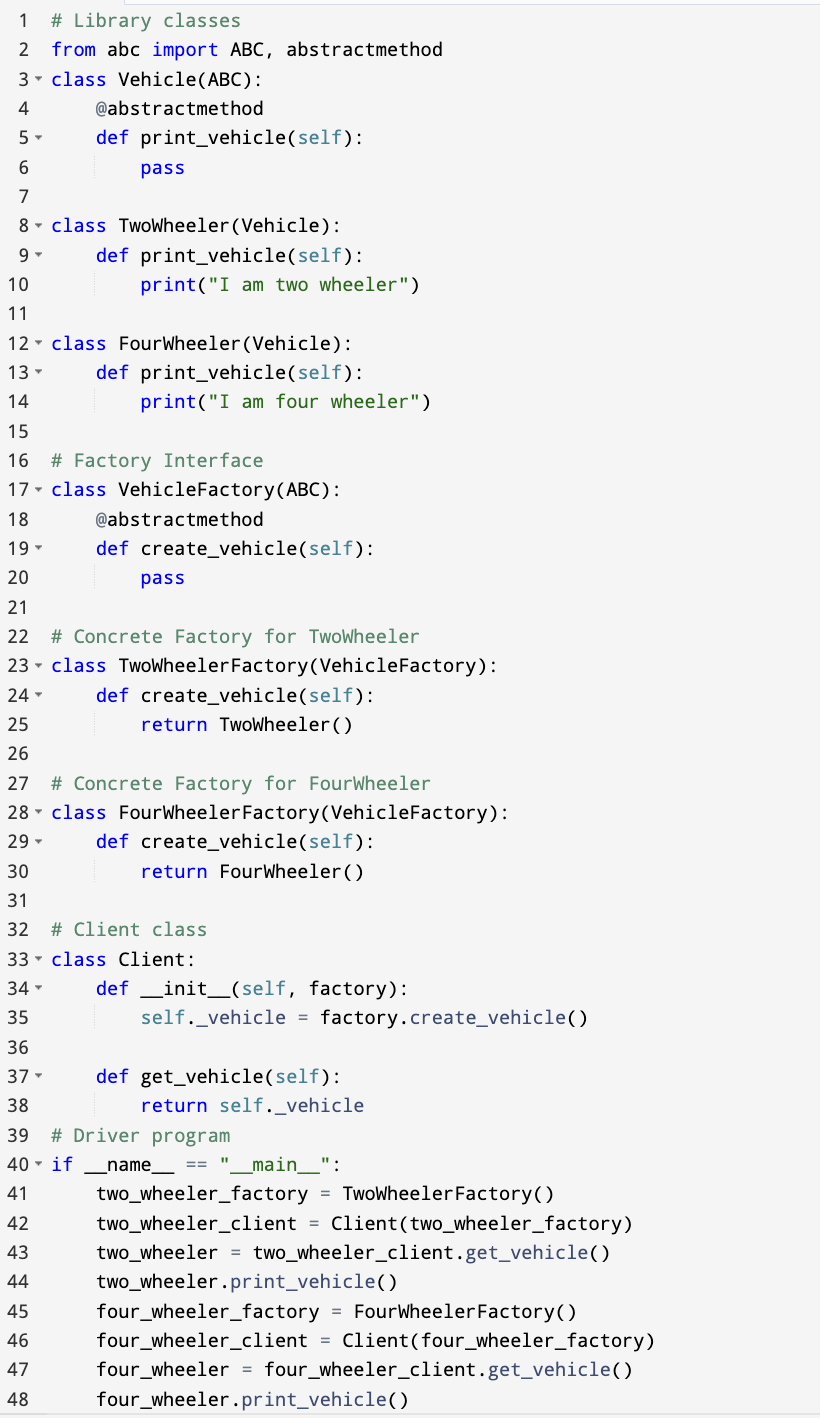 1 # Library classes
2 from abc import ABC, abstractmethod
3 class Vehicle(ABC):
4     @abstractmethod
5     def print_vehicle(self):
6         pass
7
8 class TwoWheeler(Vehicle):
9     def print_vehicle(self):
10         print("I am two wheeler")
11
12 class FourWheeler(Vehicle):
13     def print_vehicle(self):
14         print("I am four wheeler")
15
16 # Factory Interface
17 class VehicleFactory(ABC):
18     @abstractmethod
19     def create_vehicle(self):
20         pass
21
22 # Concrete Factory for TwoWheeler
23 class TwoWheelerFactory(VehicleFactory):
24     def create_vehicle(self):
25         return TwoWheeler()
26
27 # Concrete Factory for FourWheeler
28 class FourWheelerFactory(VehicleFactory):
29     def create_vehicle(self):
30         return FourWheeler()
31
32 # Client class
33 class Client:
34     def __init__(self, factory):
35         self._vehicle = factory.create_vehicle()
36
37     def get_vehicle(self):
38         return self._vehicle
39 # Driver program
40 if __name__ == "__main__":
41     two_wheeler_factory = TwoWheelerFactory()
42     two_wheeler_client = Client(two_wheeler_factory)
43     two_wheeler = two_wheeler_client.get_vehicle()
44     two_wheeler.print_vehicle()
45     four_wheeler_factory = FourWheelerFactory()
46     four_wheeler_client = Client(four_wheeler_factory)
47     four_wheeler = four_wheeler_client.get_vehicle()
48     four_wheeler.print_vehicle()